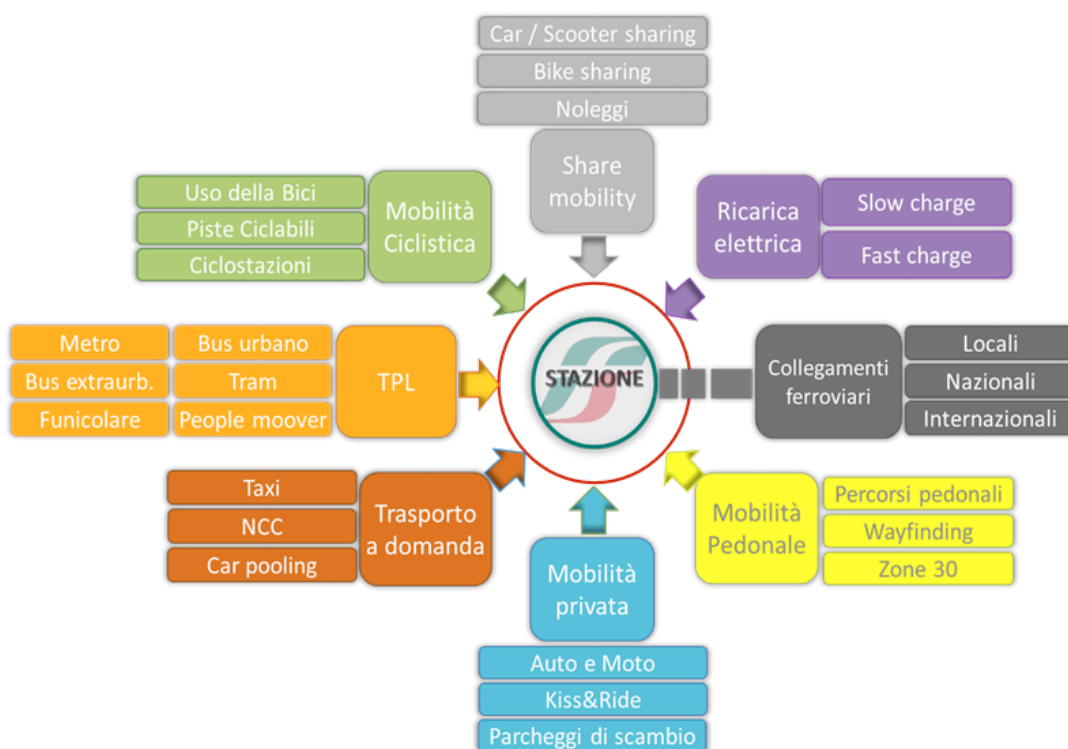 Car / Scooter sharing
Bike sharing
Noleggi
Share
mobility
Uso della Bici
Piste Ciclabili
Ciclostazioni
Mobilità
Ciclistica
Ricarica
elettrica
Slow charge
Fast charge
Metro
Bus urbano
Bus extraurb.
Tram
Funicolare
People moover
TPL
STAZIONE
Collegamenti
ferroviari
Locali
Nazionali
Internazionali
Taxi
NCC
Car pooling
Trasporto
a domanda
Mobilità
Pedonale
Percorsi pedonali
Wayfinding
Zone 30
Mobilità
privata
Auto e Moto
Kiss&Ride
Parcheggi di scambio